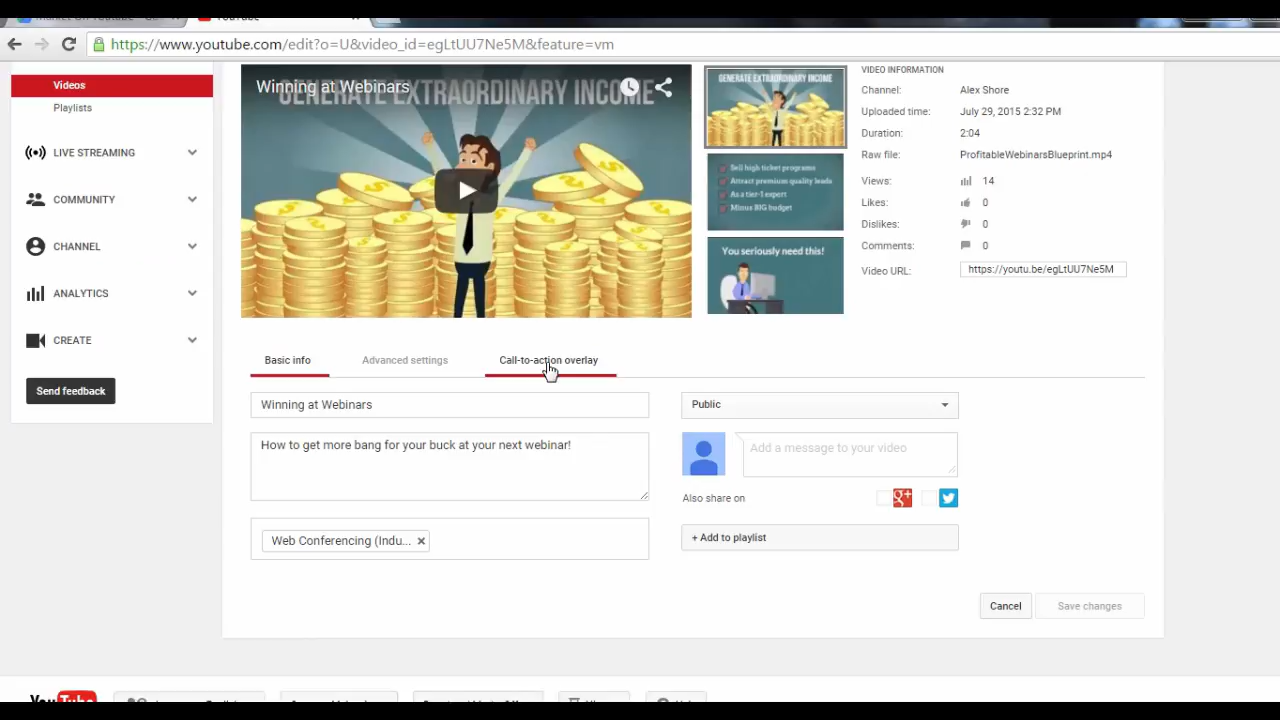 https://www.youtube.com/edit?o=U&video_id=egLtUU7Ne5M&feature=vm
Videos
Playlists
LIVE STREAMING
COMMUNITY
CHANNEL
ANALYTICS
CREATE
Send feedback
GENERATE EXTRAORDINARY INCOME
Winning at Webinars
GENERATE EXTRAORDINARY INCOME
Sell high ticket programs
Attract premium quality leads
As a tier-1 expert
Minus BIG budget
You seriously need this!
VIDEO INFORMATION
Channel: Alex Shore
Uploaded time: July 29, 2015 2:32 PM
Duration: 2:04
Raw file: ProfitableWebinarsBlueprint.mp4
Views: 14
Likes: 0
Dislikes: 0
Comments: 0
Video URL: https://youtu.be/egLtUU7Ne5M
Basic info Advanced settings Call-to-action overlay
Winning at Webinars
How to get more bang for your buck at your next webinar!
Web Conferencing (Indu... ×
Public
Add a message to your video
Also share on
+ Add to playlist
Cancel Save changes
YouTube